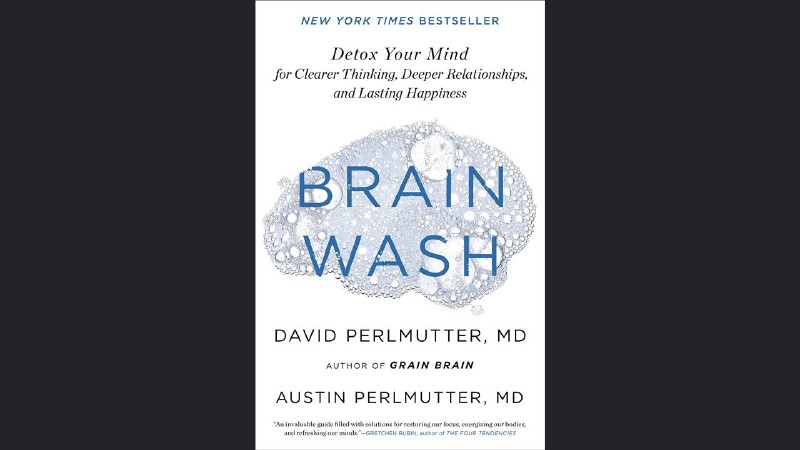 NEW YORK TIMES BESTSELLER
Detox Your Mind
for Clearer Thinking, Deeper Relationships,
and Lasting Happiness
BRAIN
WASH
DAVID PERLMUTTER, MD
AUTHOR OF GRAIN BRAIN
AUSTIN PERLMUTTER, MD
"An invaluable guide filled with solutions for restoring our focus, energizing our bodies,
and refreshing our minds."—GRETCHEN RUBIN, author of THE FOUR TENDENCIES